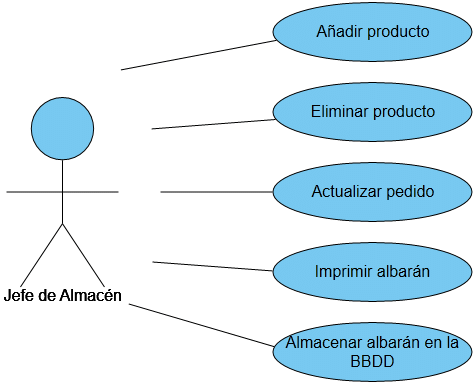 Añadir producto
Eliminar producto
Actualizar pedido
Imprimir albarán
Jefe de Almacén
Almacenar albarán en la
BBDD